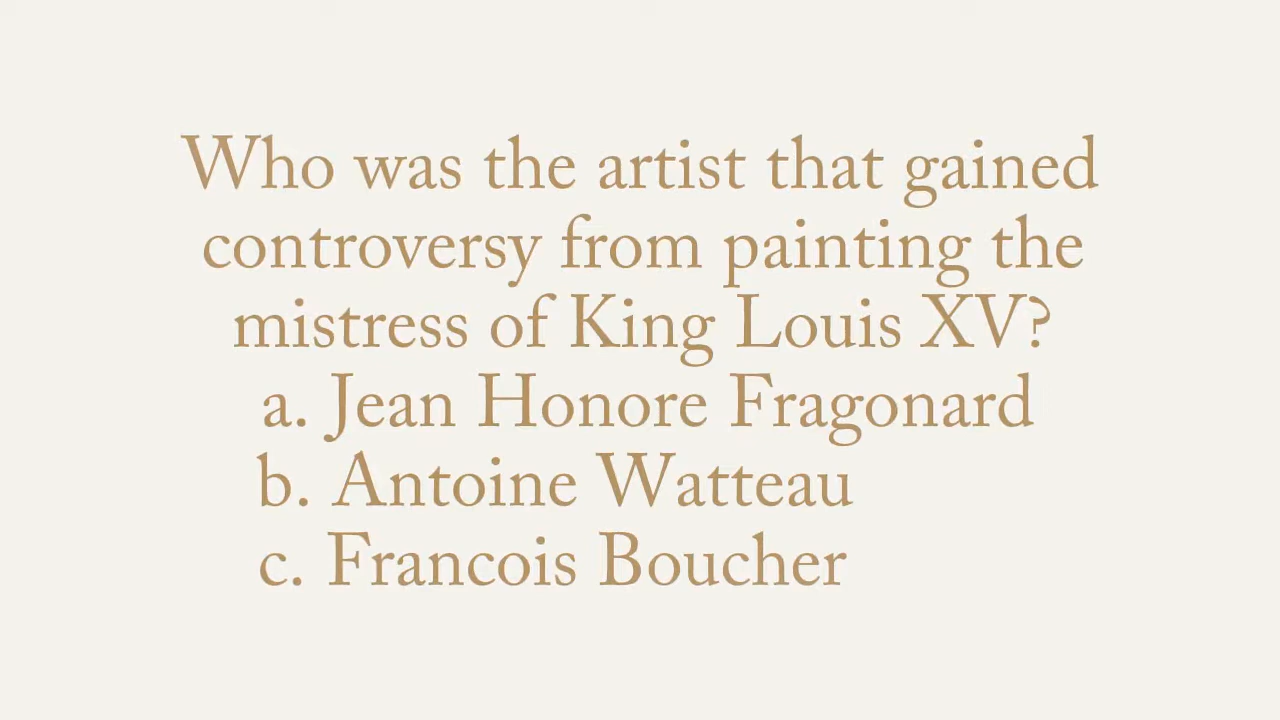 Who was the artist that gained
controversy from painting the
mistress of King Louis XV?
a. Jean Honore Fragonard
b. Antoine Watteau
c. Francois Boucher